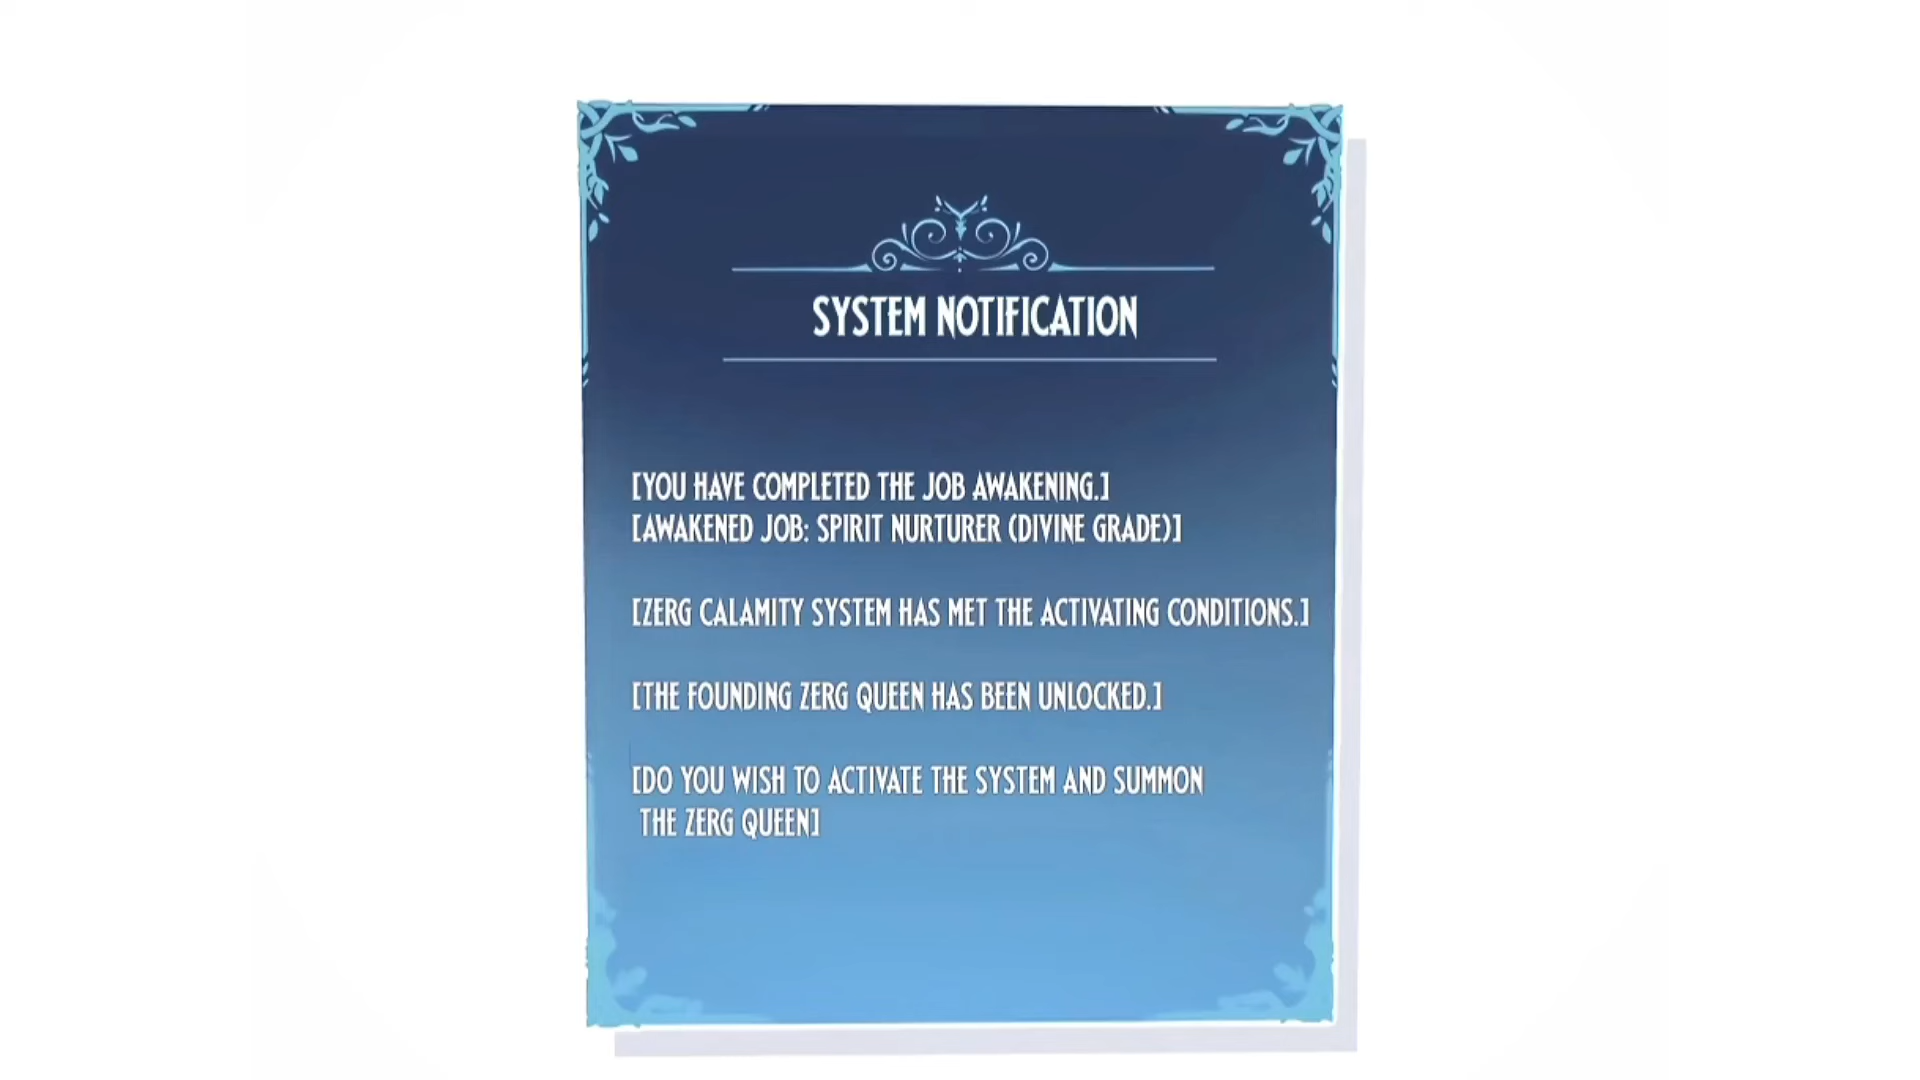 SYSTEM NOTIFICATION
[YOU HAVE COMPLETED THE JOB AWAKENING.]
[AWAKENED JOB: SPIRIT NURTURER (DIVINE GRADE)]
[ZERG CALAMITY SYSTEM HAS MET THE ACTIVATING CONDITIONS.]
[THE FOUNDING ZERG QUEEN HAS BEEN UNLOCKED.]
[DO YOU WISH TO ACTIVATE THE SYSTEM AND SUMMON
THE ZERG QUEEN]